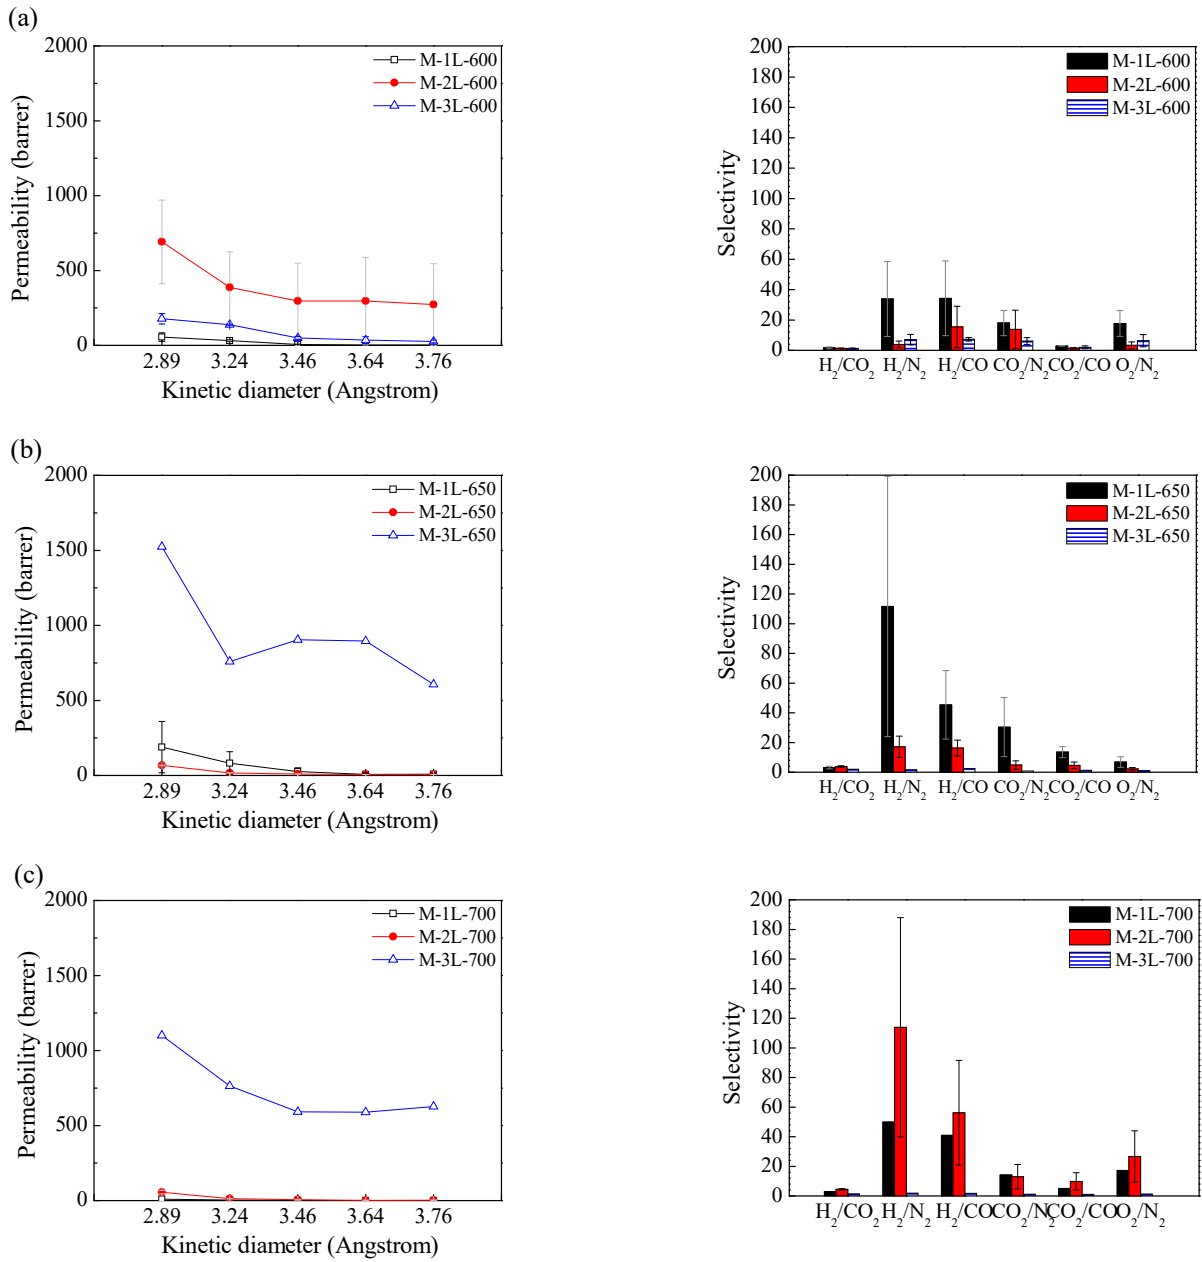 (a)
2000
1500
1000
500
0
Permeability (barrer)
M-1L-600
M-2L-600
M-3L-600
2.89 3.24 3.46 3.64 3.76
Kinetic diameter (Angstrom)
200
180
160
140
120
100
80
60
40
20
0
Selectivity
M-1L-600
M-2L-600
M-3L-600
H₂/CO₂ H₂/N₂ H₂/CO CO₂/N₂ CO₂/CO O₂/N₂
(b)
2000
1500
1000
500
0
Permeability (barrer)
M-1L-650
M-2L-650
M-3L-650
2.89 3.24 3.46 3.64 3.76
Kinetic diameter (Angstrom)
200
180
160
140
120
100
80
60
40
20
0
Selectivity
M-1L-650
M-2L-650
M-3L-650
H₂/CO₂ H₂/N₂ H₂/CO CO₂/N₂ CO₂/CO O₂/N₂
(c)
2000
1500
1000
500
0
Permeability (barrer)
M-1L-700
M-2L-700
M-3L-700
2.89 3.24 3.46 3.64 3.76
Kinetic diameter (Angstrom)
200
180
160
140
120
100
80
60
40
20
0
Selectivity
M-1L-700
M-2L-700
M-3L-700
H₂/CO₂ H₂/N₂ H₂/CO CO₂/N₂ CO₂/CO O₂/N₂